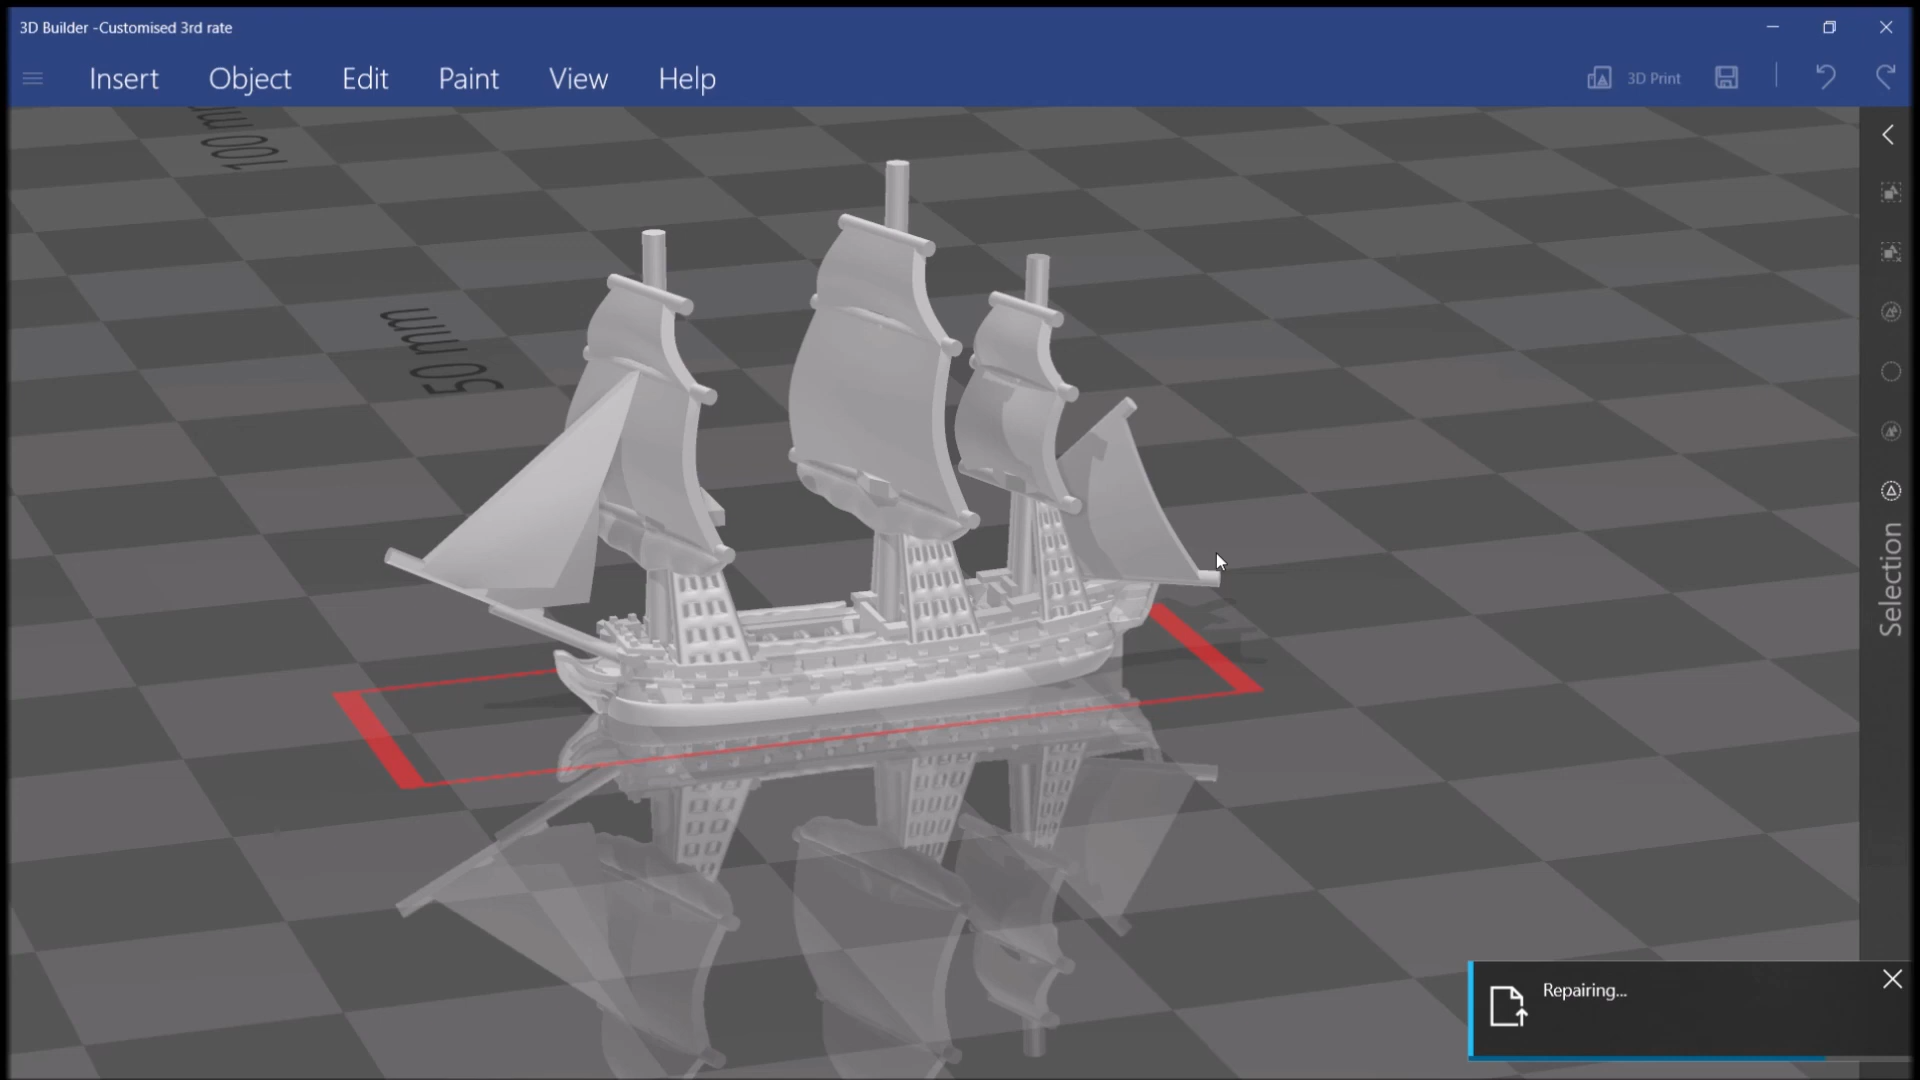 3D Builder -Customised 3rd rate
Insert
Object
Edit
Paint
View
Help
3D Print
100 mm
50 mm
Selection
Repairing...